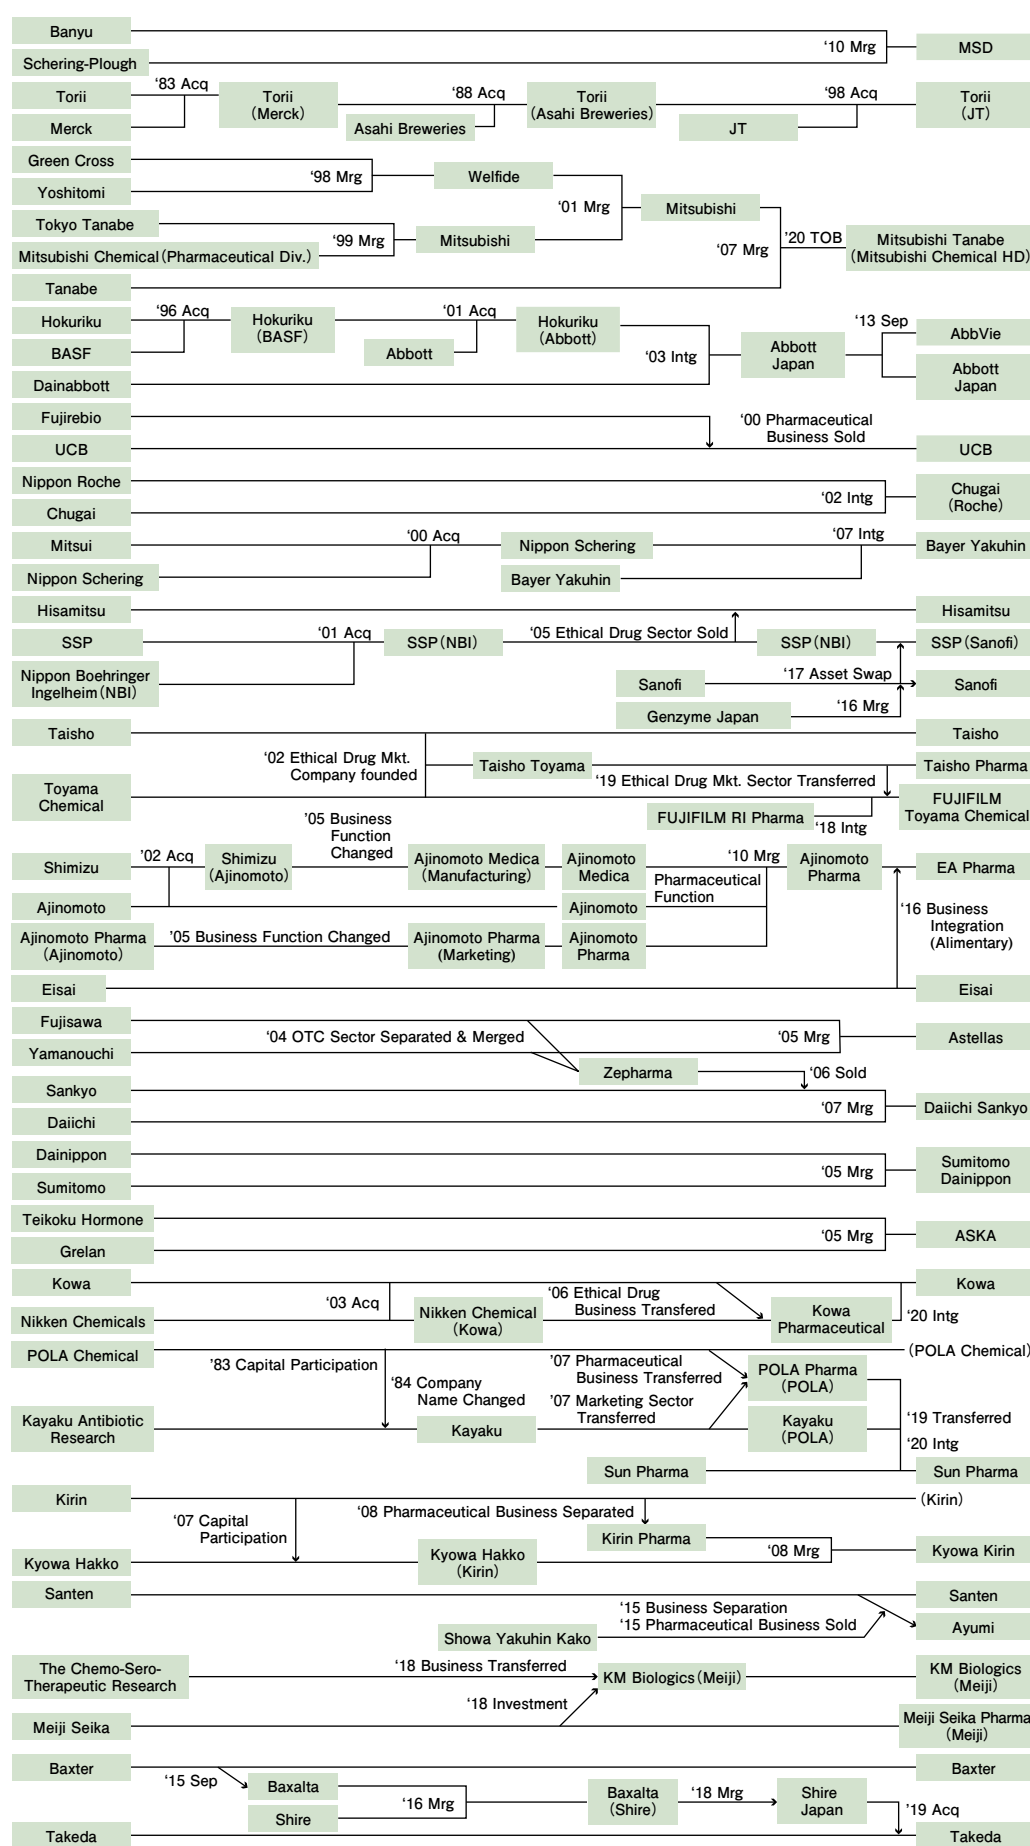 Banyu
Schering-Plough
‘10 Mrg
MSD
Torii
Merck
‘83 Acq
Torii
(Merck)
‘88 Acq
Asahi Breweries
Torii
(Asahi Breweries)
‘98 Acq
JT
Torii
(JT)
Green Cross
Yoshitomi
‘98 Mrg
Welfide
Tokyo Tanabe
Mitsubishi Chemical (Pharmaceutical Div.)
‘99 Mrg
Mitsubishi
‘01 Mrg
Mitsubishi
Tanabe
‘07 Mrg
‘20 TOB
Mitsubishi Tanabe
(Mitsubishi Chemical HD)
Hokuriku
BASF
‘96 Acq
Hokuriku
(BASF)
‘01 Acq
Abbott
Hokuriku
(Abbott)
Dainabbott
‘03 Intg
Abbott
Japan
‘13 Sep
AbbVie
Abbott
Japan
Fujirebio
UCB
‘00 Pharmaceutical
Business Sold
UCB
Nippon Roche
Chugai
‘02 Intg
Chugai
(Roche)
Mitsui
Nippon Schering
‘00 Acq
Nippon Schering
Bayer Yakuhin
‘07 Intg
Bayer Yakuhin
Hisamitsu
Hisamitsu
SSP
Nippon Boehringer
Ingelheim (NBI)
‘01 Acq
SSP (NBI)
‘05 Ethical Drug Sector Sold
SSP (NBI)
SSP (Sanofi)
Sanofi
‘17 Asset Swap
Sanofi
Genzyme Japan
‘16 Mrg
Taisho
Taisho
‘02 Ethical Drug Mkt.
Company founded
Taisho Toyama
Taisho Pharma
Toyama
Chemical
‘19 Ethical Drug Mkt. Sector Transferred
FUJIFILM RI Pharma
‘18 Intg
FUJIFILM
Toyama Chemical
Shimizu
‘02 Acq
Shimizu
(Ajinomoto)
‘05 Business
Function
Changed
Ajinomoto Medica
(Manufacturing)
Ajinomoto
Medica
‘10 Mrg
Pharmaceutical
Function
Ajinomoto
Pharma
EA Pharma
Ajinomoto
Ajinomoto
Ajinomoto Pharma
(Ajinomoto)
‘05 Business Function Changed
Ajinomoto Pharma
(Marketing)
Ajinomoto
Pharma
‘16 Business
Integration
(Alimentary)
Eisai
Eisai
Fujisawa
Yamanouchi
‘04 OTC Sector Separated & Merged
‘05 Mrg
Astellas
Zepharma
‘06 Sold
Sankyo
Daiichi
‘07 Mrg
Daiichi Sankyo
Dainippon
Sumitomo
‘05 Mrg
Sumitomo
Dainippon
Teikoku Hormone
Grelan
‘05 Mrg
ASKA
Kowa
Nikken Chemicals
‘03 Acq
Nikken Chemical
(Kowa)
‘06 Ethical Drug
Business Transfered
Kowa
Pharmaceutical
‘20 Intg
Kowa
POLA Chemical
(POLA Chemical)
‘83 Capital Participation
‘84 Company
Name Changed
Kayaku Antibiotic
Research
Kayaku
‘07 Pharmaceutical
Business Transferred
‘07 Marketing Sector
Transferred
POLA Pharma
(POLA)
Kayaku
(POLA)
‘19 Transferred
‘20 Intg
Sun Pharma
Sun Pharma
Kirin
(Kirin)
‘07 Capital
Participation
‘08 Pharmaceutical Business Separated
Kirin Pharma
Kyowa Hakko
Kyowa Hakko
(Kirin)
‘08 Mrg
Kyowa Kirin
Santen
Santen
‘15 Business Separation
‘15 Pharmaceutical Business Sold
Showa Yakuhin Kako
Ayumi
The Chemo-Sero-
Therapeutic Research
‘18 Business Transferred
KM Biologics (Meiji)
KM Biologics
(Meiji)
‘18 Investment
Meiji Seika
Meiji Seika Pharma
(Meiji)
Baxter
Baxter
‘15 Sep
Baxalta
Shire
‘16 Mrg
Baxalta
(Shire)
‘18 Mrg
Shire
Japan
‘19 Acq
Takeda
Takeda